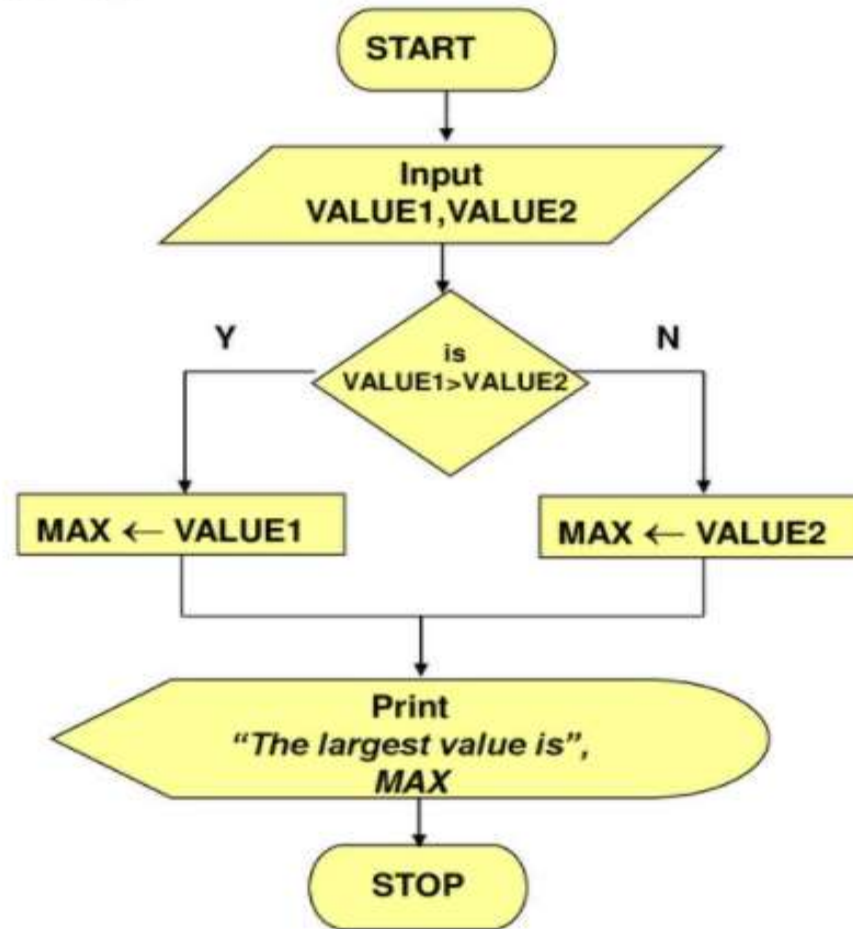 START
Input
VALUE1,VALUE2
Y
is
VALUE1>VALUE2
N
MAX ← VALUE1
MAX ← VALUE2
Print
“The largest value is”,
MAX
STOP